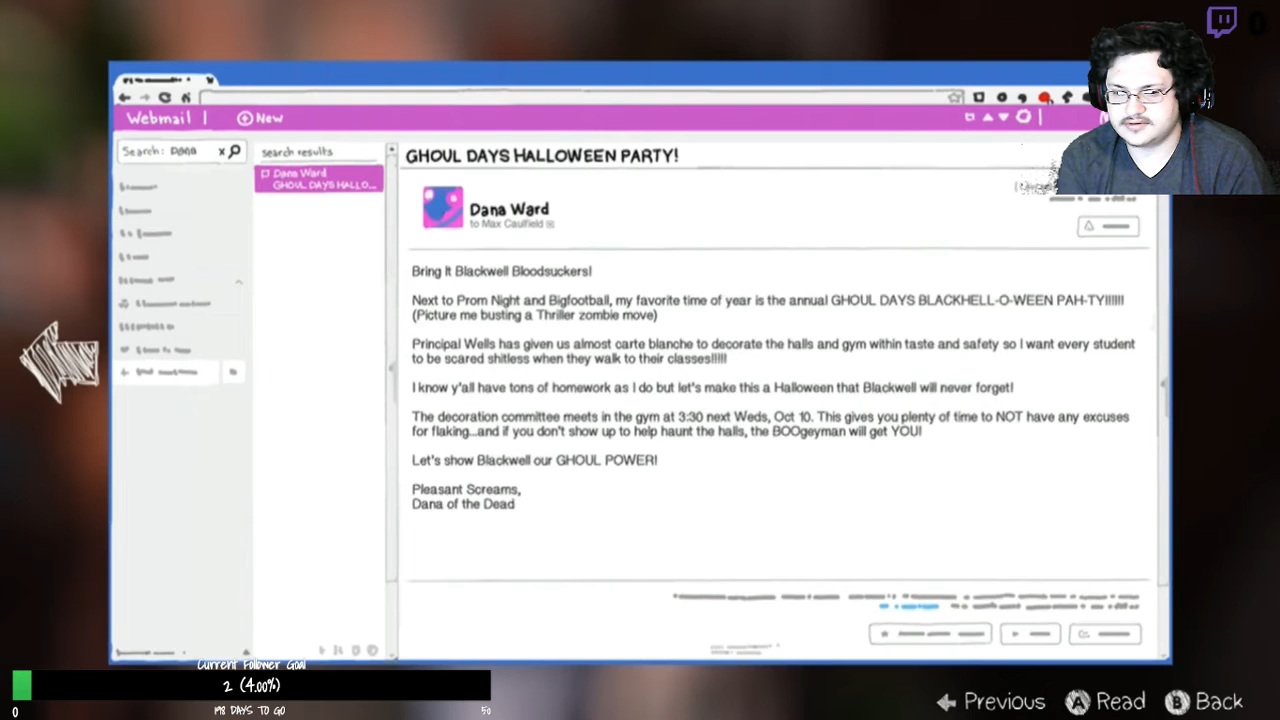 0
Webmail |
New
Search: Dana x
search results
GHOUL DAYS HALLOWEEN PARTY!
Dana Ward
GHOUL DAYS HALLO...
Dana Ward
to Max Caulfield
Bring It Blackwell Bloodsuckers!
Next to Prom Night and Bigfootball, my favorite time of year is the annual GHOUL DAYS BLACKHELL-O-WEEN PAH-TY!!!!!!
(Picture me busting a Thriller zombie move)
Principal Wells has given us almost carte blanche to decorate the halls and gym within taste and safety so I want every student
to be scared shitless when they walk to their classes!!!!!
I know y'all have tons of homework as I do but let's make this a Halloween that Blackwell will never forget!
The decoration committee meets in the gym at 3:30 next Weds, Oct 10. This gives you plenty of time to NOT have any excuses
for flaking...and if you don't show up to help haunt the halls, the BOOgeyman will get YOU!
Let's show Blackwell our GHOUL POWER!
Pleasant Screams,
Dana of the Dead
Current Follower Goal
2 (4.00%)
0
198 DAYS TO GO
50
Previous
A Read
B Back